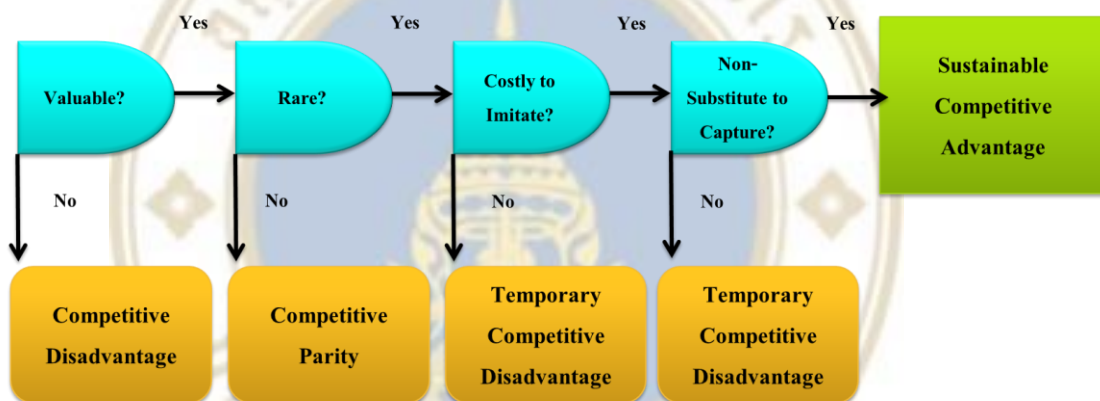 Yes
Yes
Yes
Yes
Valuable?
Rare?
Costly to
Imitate?
Non-
Substitute to
Capture?
Sustainable
Competitive
Advantage
No
No
No
No
Competitive
Disadvantage
Competitive
Parity
Temporary
Competitive
Disadvantage
Temporary
Competitive
Disadvantage